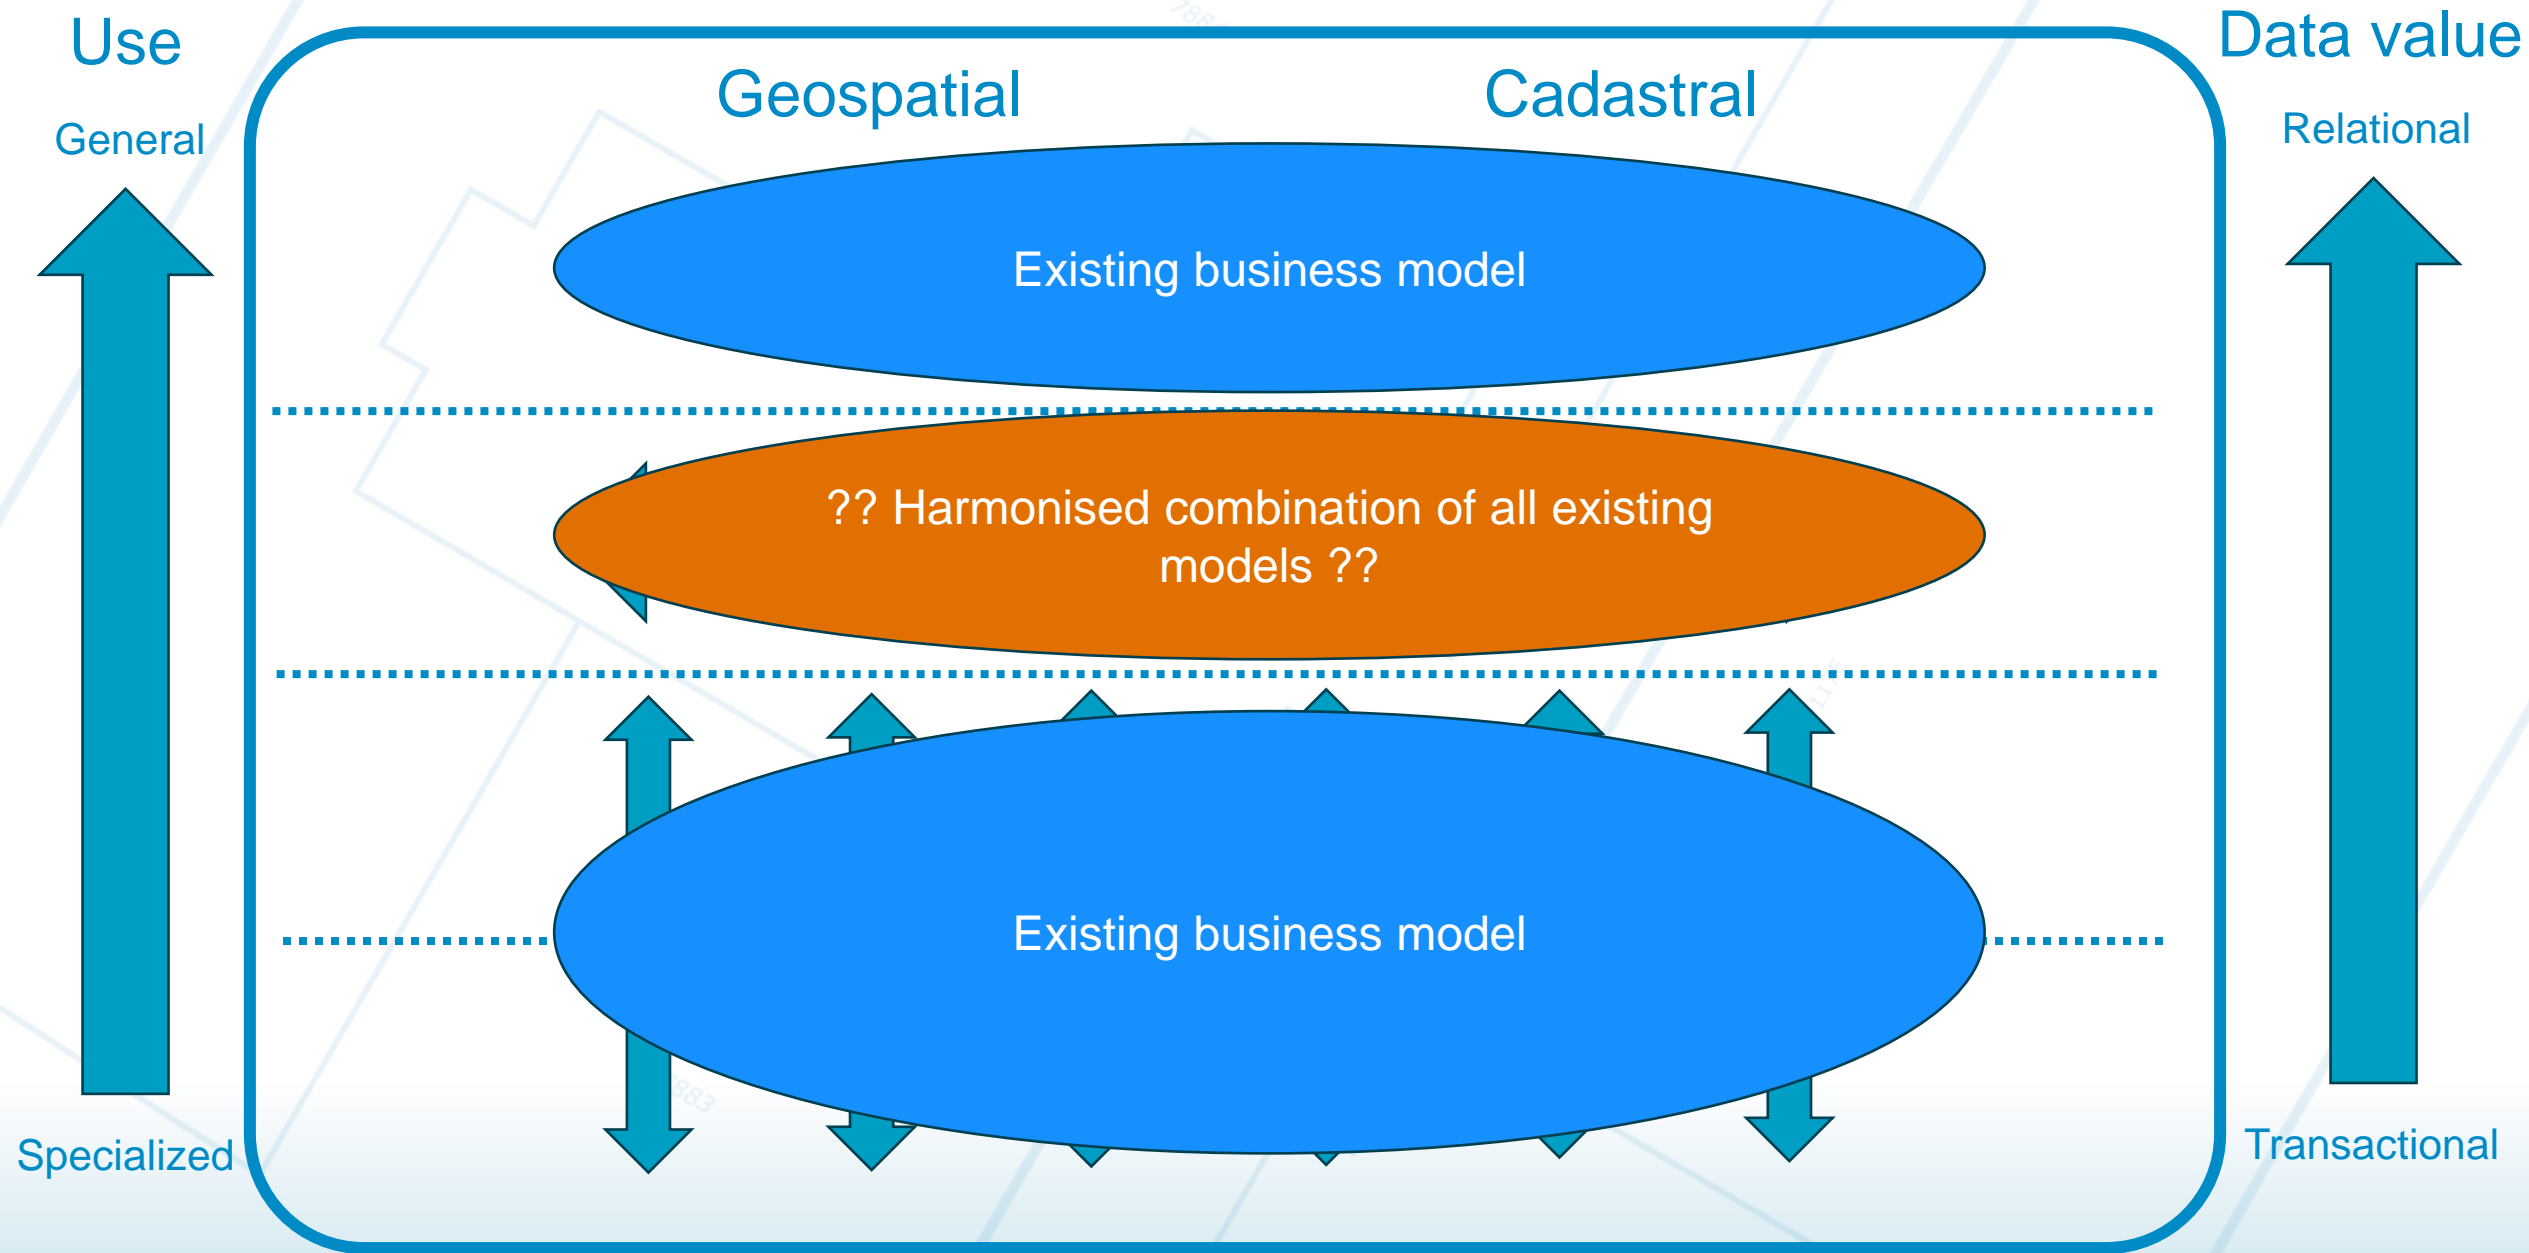 Use
Data value
Geospatial
Cadastral
General
Relational
Existing business model
?? Harmonised combination of all existing
models ??
Existing business model
7883
Specialized
Transactional